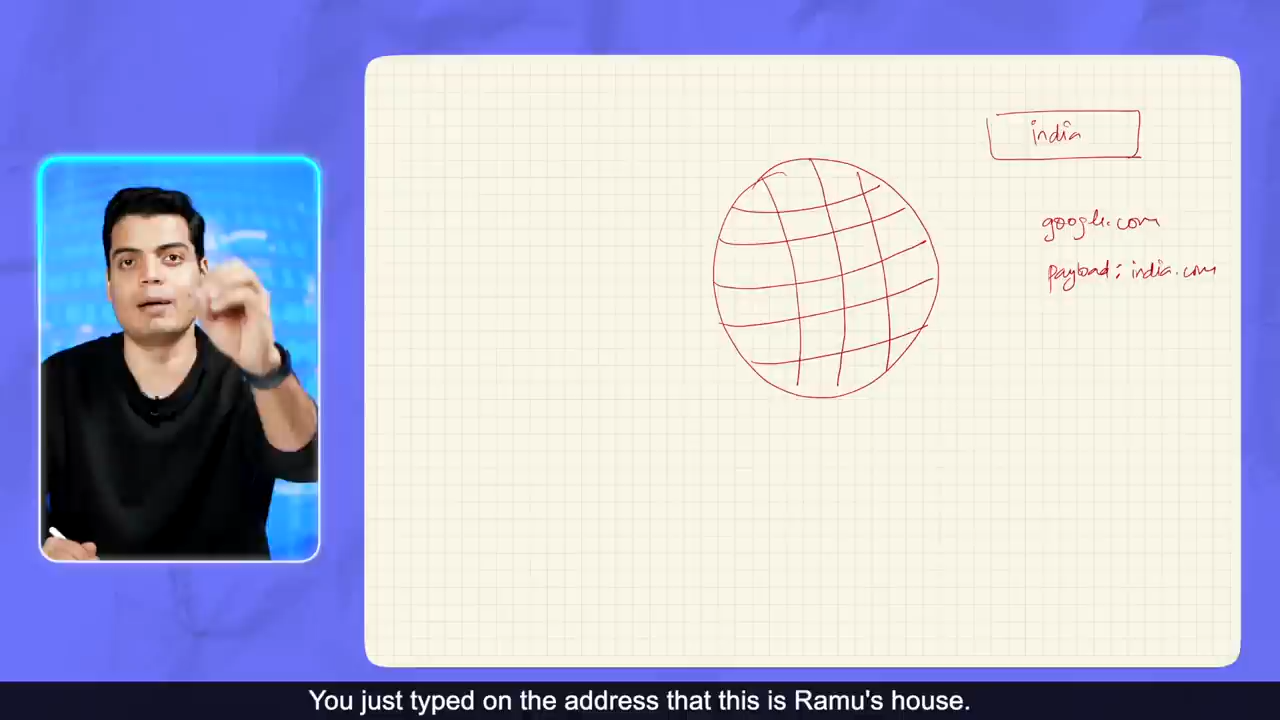 india
google.com
payload: india.com
You just typed on the address that this is Ramu's house.